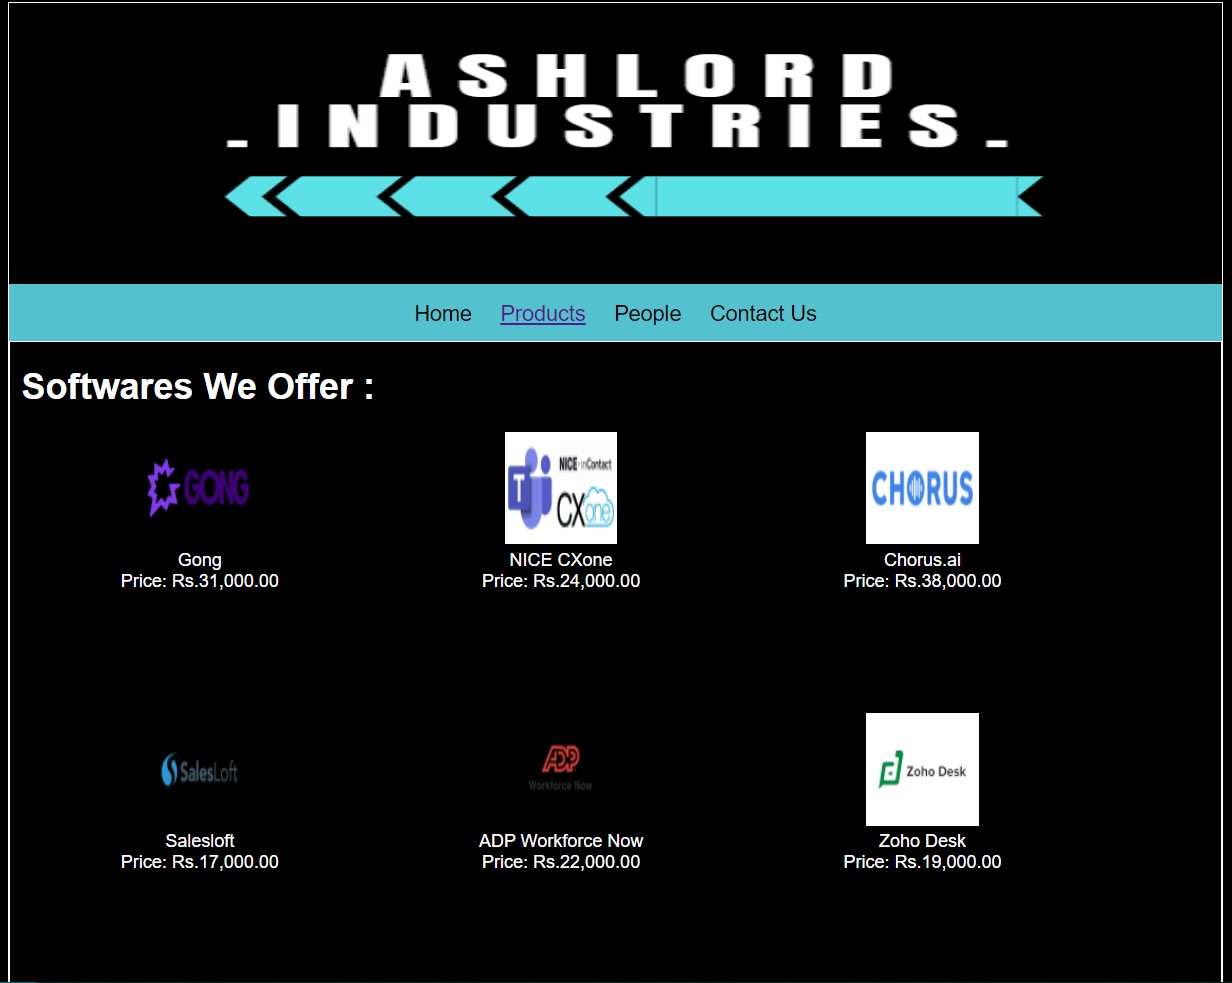 ASHLORD
.INDUSTRIES.
Home Products People Contact Us
Softwares We Offer :
GONG
T NICE inContact
CXone
CHORUS
Gong NICE CXone Chorus.ai
Price: Rs.31,000.00 Price: Rs.24,000.00 Price: Rs.38,000.00
SalesLoft
ADP
Workforce Now
Zoho Desk
Salesloft ADP Workforce Now Zoho Desk
Price: Rs.17,000.00 Price: Rs.22,000.00 Price: Rs.19,000.00